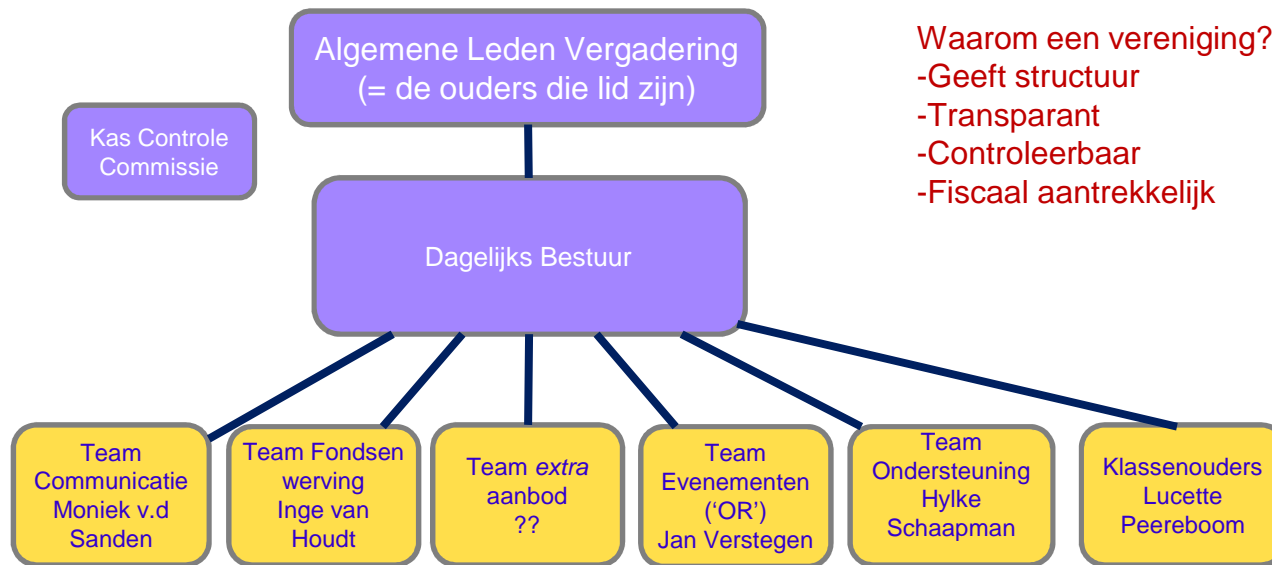 Algemene Leden Vergadering
(= de ouders die lid zijn)
Waarom een vereniging?
-Geeft structuur
-Transparant
-Controleerbaar
-Fiscaal aantrekkelijk
Kas Controle
Commissie
Dagelijks Bestuur
Team
Communicatie
Moniek v.d
Sanden
Team Fondsen
werving
Inge van
Houdt
Team extra
aanbod
??
Team
Evenementen
(‘OR’)
Jan Verstegen
Team
Ondersteuning
Hylke
Schaapman
Klassenouders
Lucette
Peereboom